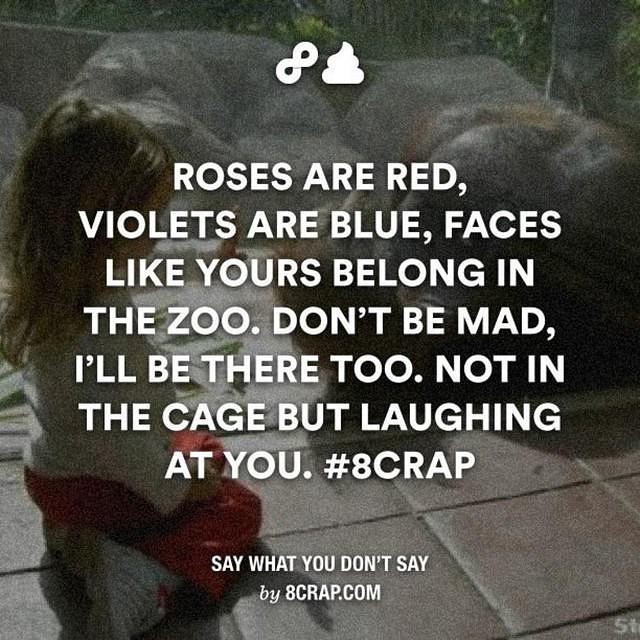 ROSES ARE RED,
VIOLETS ARE BLUE, FACES
LIKE YOURS BELONG IN
THE ZOO. DON'T BE MAD,
I'LL BE THERE TOO. NOT IN
THE CAGE BUT LAUGHING
AT YOU. #8CRAP
SAY WHAT YOU DON'T SAY
by 8CRAP.COM